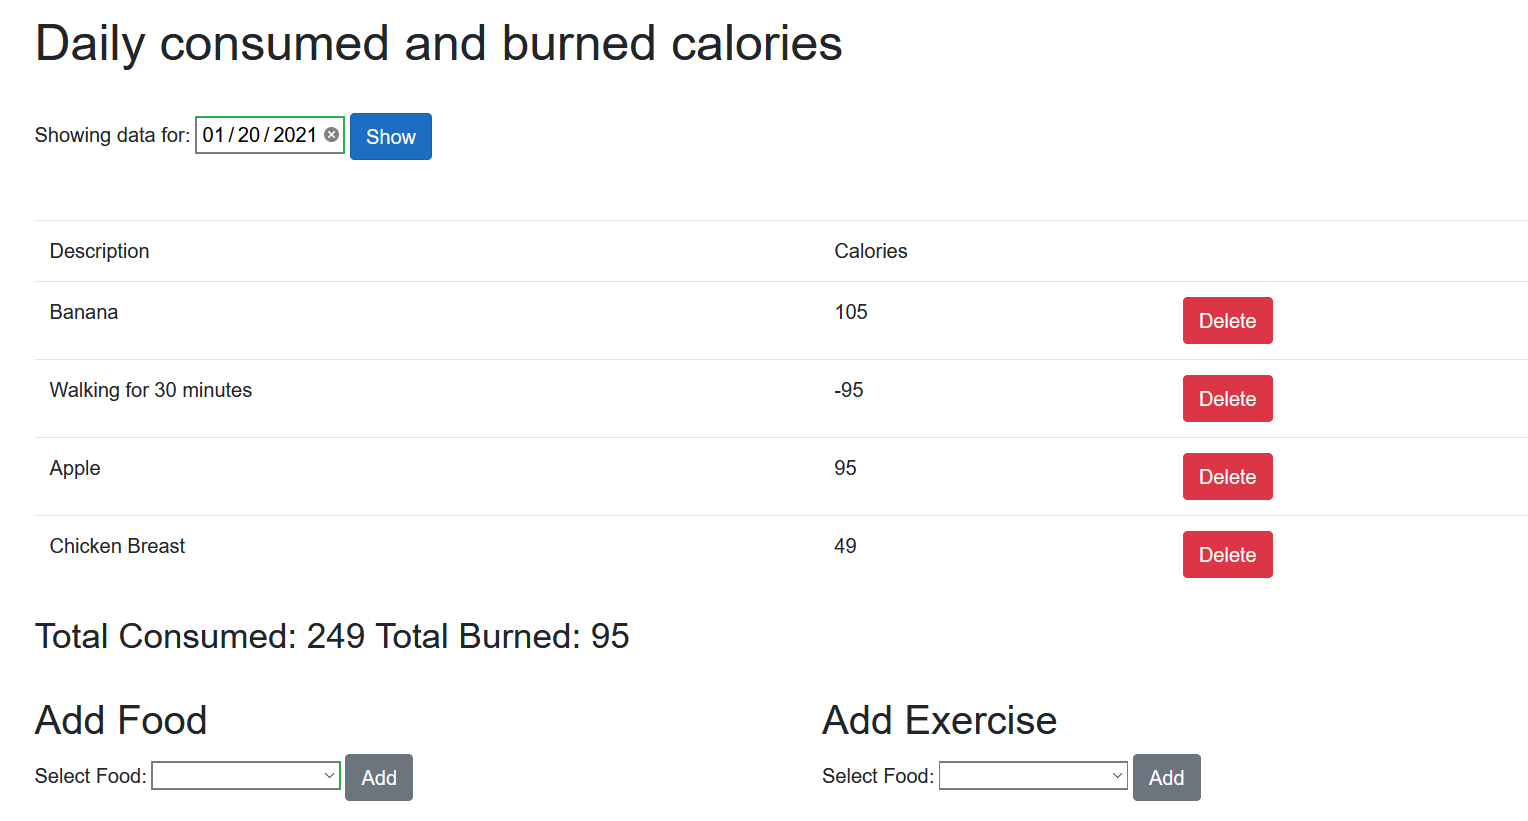 Daily consumed and burned calories
Showing data for: 01/20/2021 Show
Description Calories
Banana 105 Delete
Walking for 30 minutes -95 Delete
Apple 95 Delete
Chicken Breast 49 Delete
Total Consumed: 249 Total Burned: 95
Add Food Add Exercise
Select Food: Add Select Food: Add